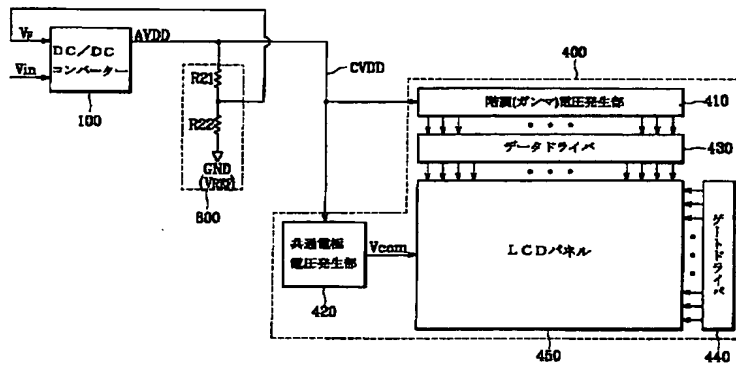 VF
Vin
DC/DC
コンバーター
100
AVDD
R21
R22
GND
CVDD
400
階調(ガンマ)電圧発生部
410
データドライバ
430
共通電極
電圧発生部
Vcom
420
LCDパネル
450
ゲートドライバ
440